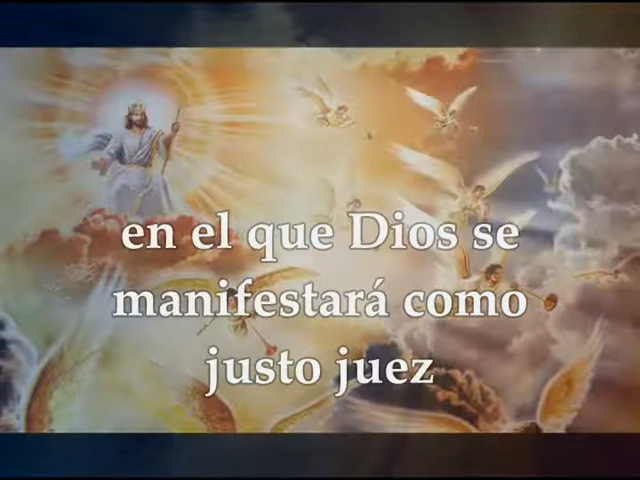 en el que Dios se
manifestará como
justo juez